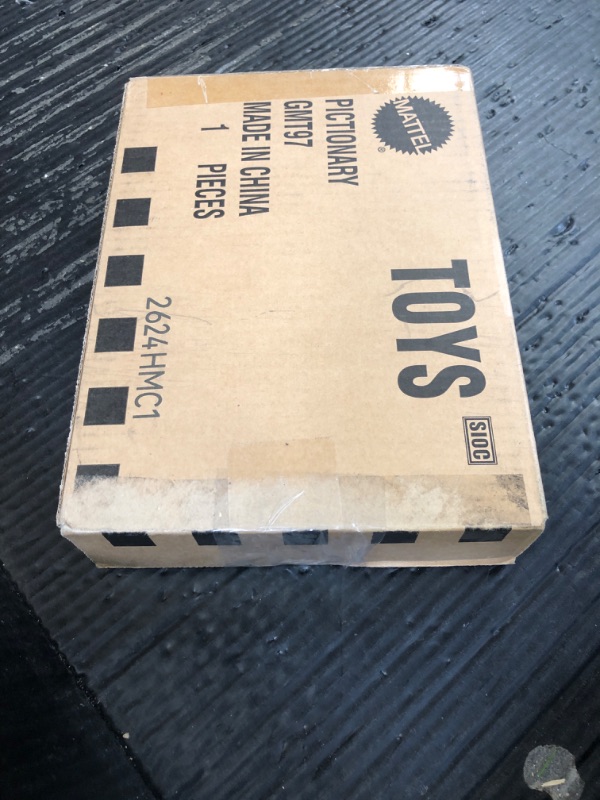 MATTEL®
PICTIONARY
GMT97
MADE IN CHINA
1 PIECES
TOYS
SIOC
2624HMC1